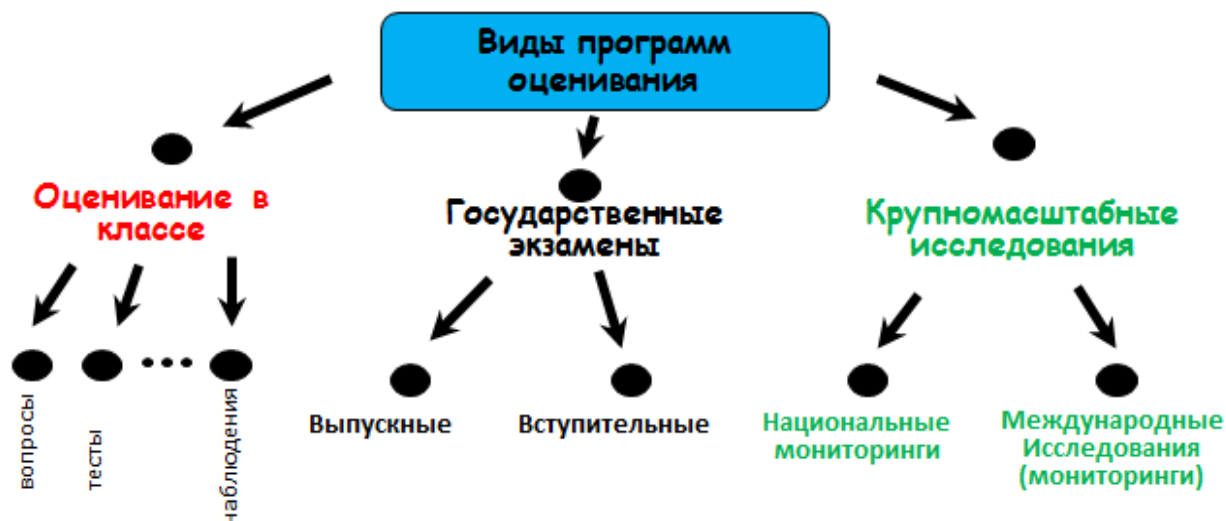 Виды программ
оценивания
Оценивание в
классе
Государственные
экзамены
Крупномасштабные
исследования
вопросы
тесты
наблюдения
Выпускные
Вступительные
Национальные
мониторинги
Международные
Исследования
(мониторинги)